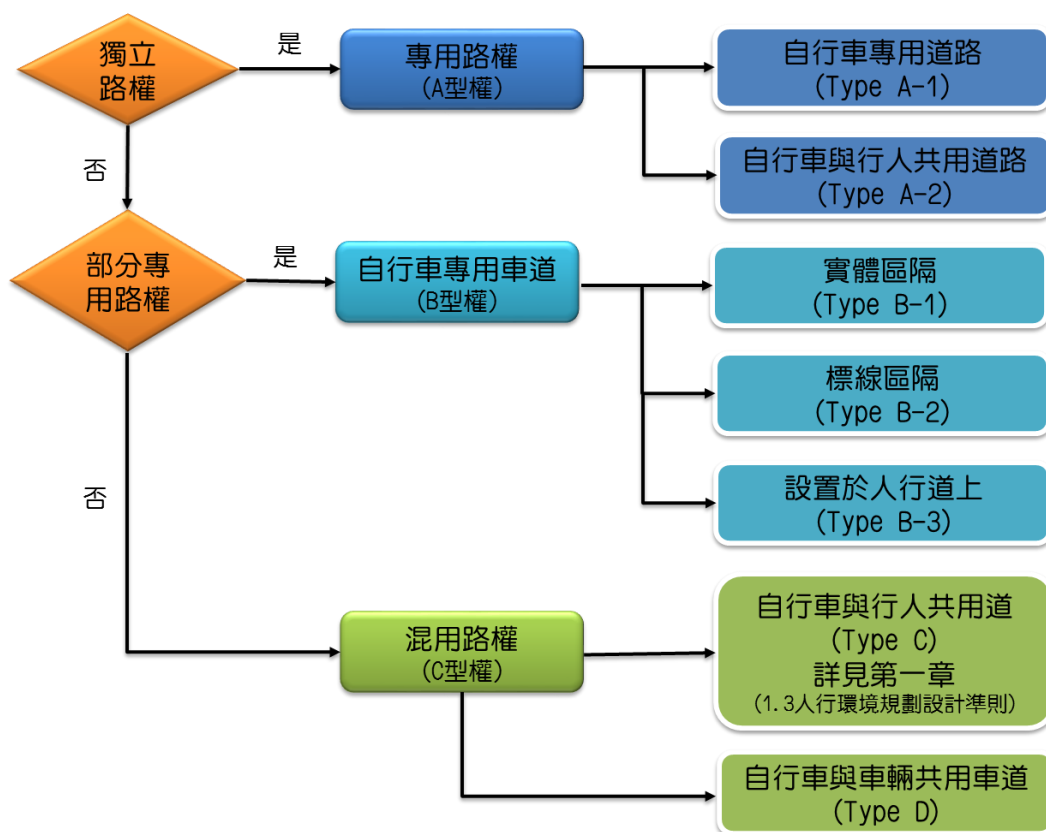 獨立
路權
是
專用路權
(A型權)
自行車專用道路
(Type A-1)
自行車與行人共用道路
(Type A-2)
否
部分專
用路權
是
自行車專用車道
(B型權)
實體區隔
(Type B-1)
標線區隔
(Type B-2)
設置於人行道上
(Type B-3)
否
混用路權
(C型權)
自行車與行人共用道
(Type C)
詳見第一章
(1.3人行環境規劃設計準則)
自行車與車輛共用車道
(Type D)